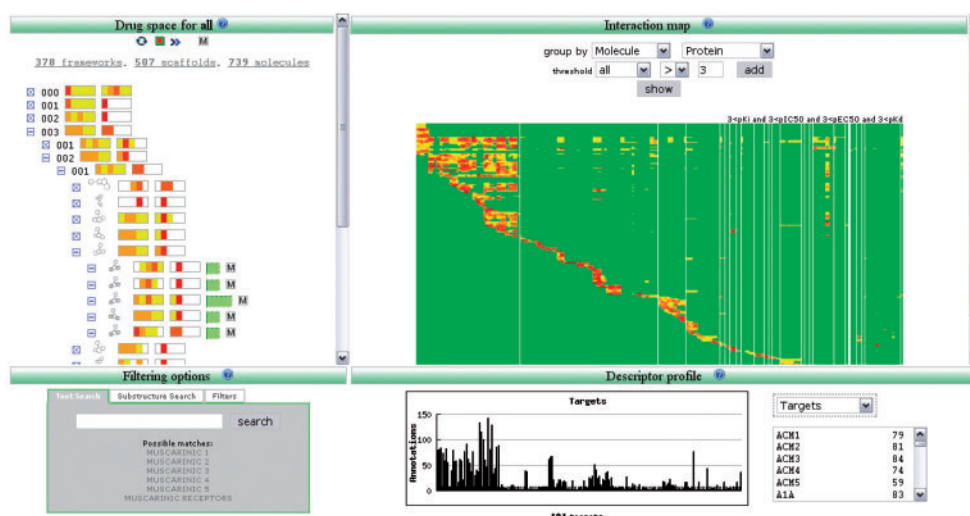 Drug space for all
M
378 frameworks. 507 scaffolds. 739 molecules
000
001
002
003
001
002
001
M
M
M
M
M
Interaction map
group by Molecule Protein
threshold all > 3 add
show
3<pKi and 3<pIC50 and 3<pEC50 and 3<pKd
Filtering options
Text Search Substructure Search Filters
search
Possible matches:
MUSCARINIC 1
MUSCARINIC 2
MUSCARINIC 3
MUSCARINIC 4
MUSCARINIC 5
MUSCARINIC RECEPTORS
Descriptor profile
Targets
Annotations
150
100
50
0
targets
Targets
ACM1 79
ACM2 81
ACM3 84
ACM4 74
ACM5 59
A1A 83